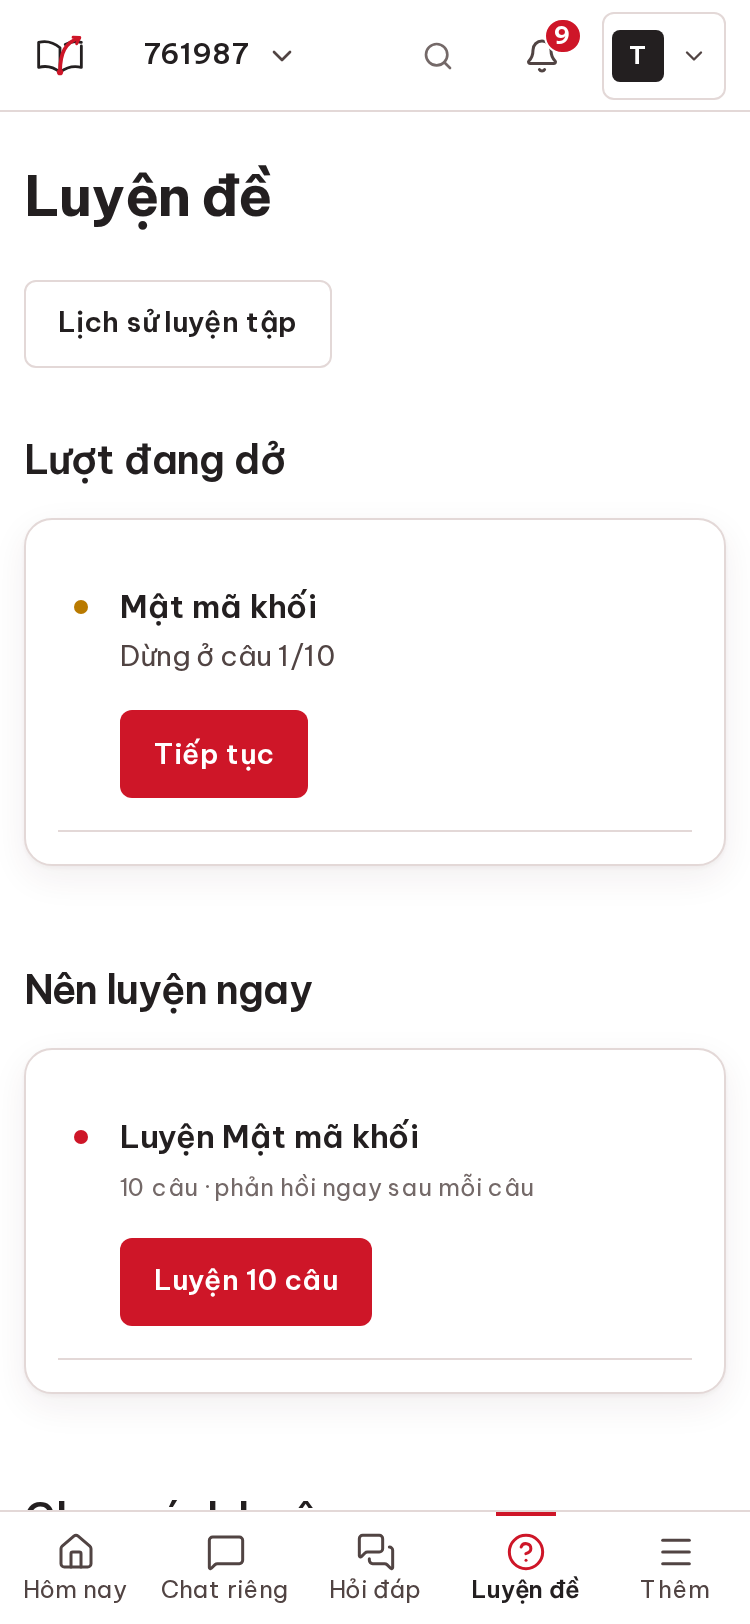 761987
9
T
Luyện đề
Lịch sử luyện tập
Lượt đang dở
Mật mã khối
Dừng ở câu 1/10
Tiếp tục
Nên luyện ngay
Luyện Mật mã khối
10 câu · phản hồi ngay sau mỗi câu
Luyện 10 câu
Hôm nay
Chat riêng
Hỏi đáp
Luyện đề
Thêm